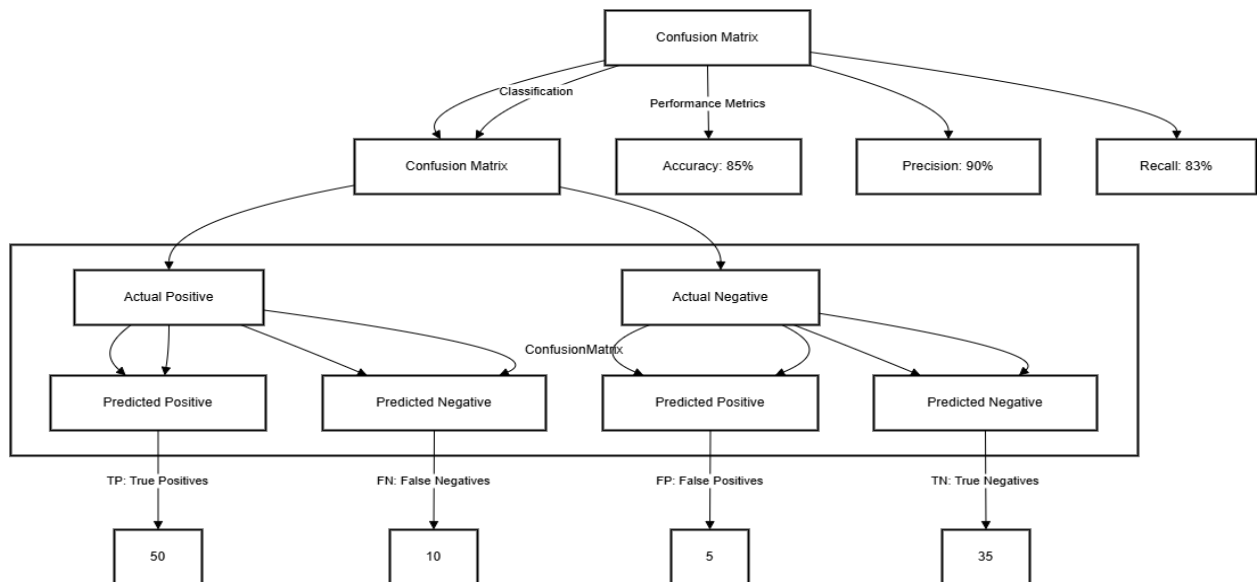 Confusion Matrix
Classification
Performance Metrics
Confusion Matrix
Accuracy: 85%
Precision: 90%
Recall: 83%
Actual Positive
Actual Negative
ConfusionMatrix
Predicted Positive
Predicted Negative
Predicted Positive
Predicted Negative
TP: True Positives
FN: False Negatives
FP: False Positives
TN: True Negatives
50
10
5
35